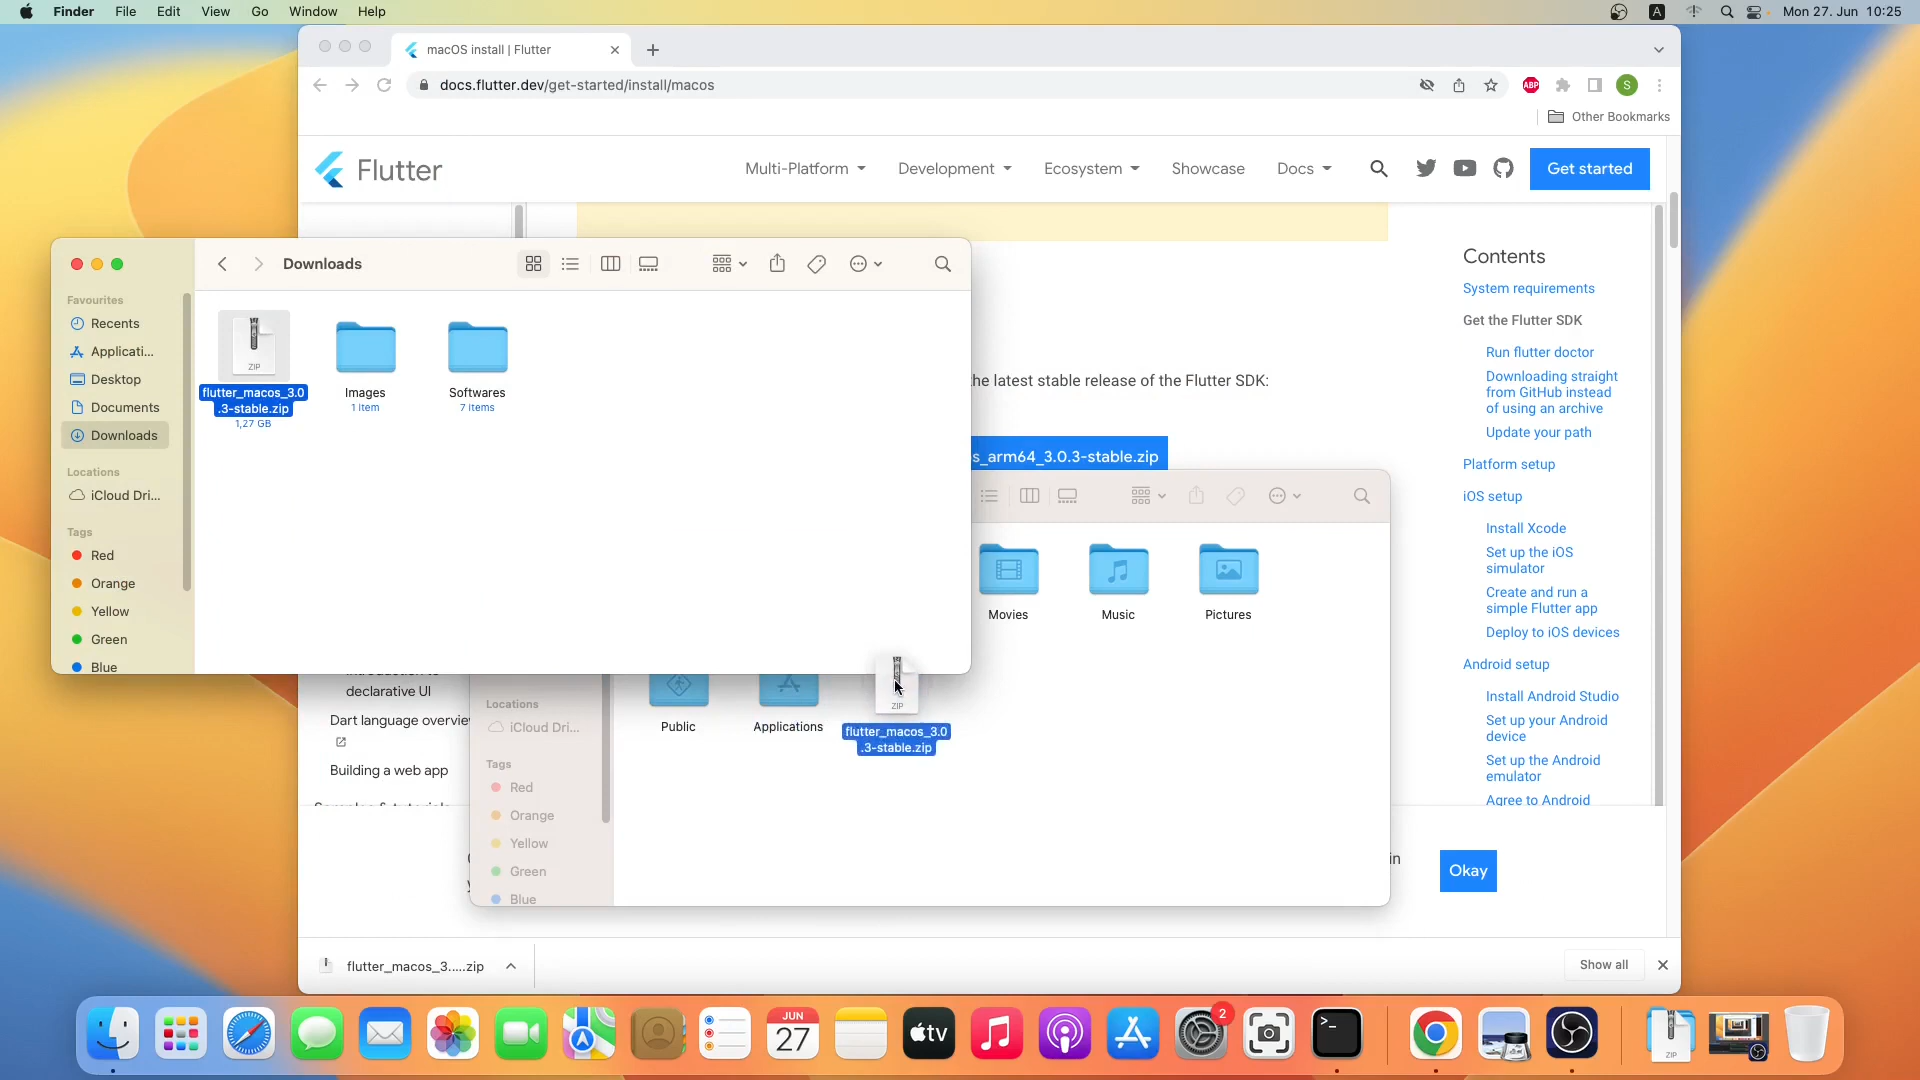 Finder File Edit View Go Window Help
A
Mon 27. Jun 10:25
macOS install | Flutter
docs.flutter.dev/get-started/install/macos
ABP
S
Other Bookmarks
Flutter
Multi-Platform
Development
Ecosystem
Showcase
Docs
Get started
Downloads
Favourites
Recents
Applicati...
Desktop
Documents
Downloads
Locations
iCloud Dri...
Tags
Red
Orange
Yellow
Green
Blue
ZIP
flutter_macos_3.0
.3-stable.zip
1,27 GB
Images
1 item
Softwares
7 items
the latest stable release of the Flutter SDK:
s_arm64_3.0.3-stable.zip
Movies
Music
Pictures
Public
Applications
ZIP
flutter_macos_3.0
.3-stable.zip
Locations
iCloud Dri...
Tags
Red
Orange
Yellow
Green
Blue
declarative UI
Dart language overview
Building a web app
Contents
System requirements
Get the Flutter SDK
Run flutter doctor
Downloading straight
from GitHub instead
of using an archive
Update your path
Platform setup
iOS setup
Install Xcode
Set up the iOS
simulator
Create and run a
simple Flutter app
Deploy to iOS devices
Android setup
Install Android Studio
Set up your Android
device
Set up the Android
emulator
Agree to Android
in
Okay
flutter_macos_3.....zip
Show all
JUN
27
tv
2
>_
ZIP